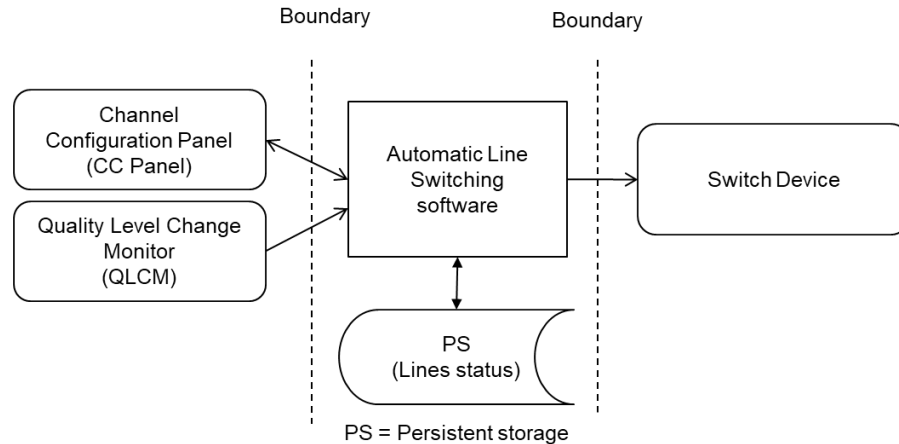 Boundary
Boundary
Channel
Configuration Panel
(CC Panel)
Automatic Line
Switching
software
Switch Device
Quality Level Change
Monitor
(QLCM)
PS
(Lines status)
PS = Persistent storage